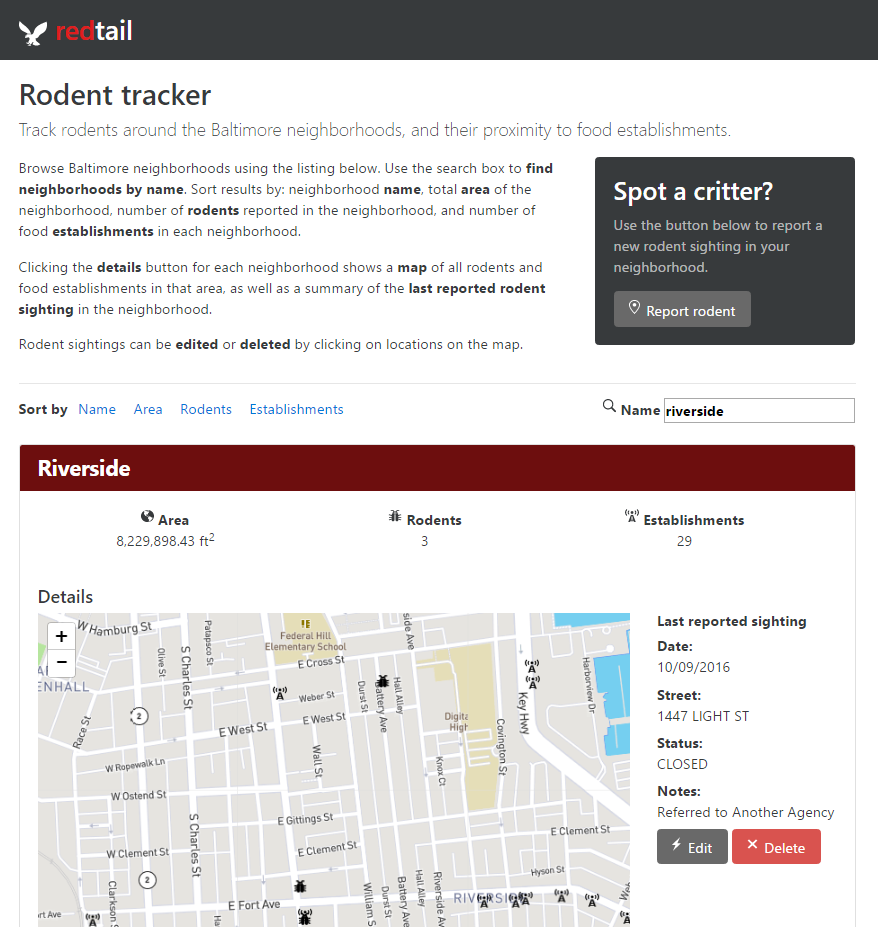 redtail
Rodent tracker
Track rodents around the Baltimore neighborhoods, and their proximity to food establishments.
Browse Baltimore neighborhoods using the listing below. Use the search box to find
neighborhoods by name. Sort results by: neighborhood name, total area of the
neighborhood, number of rodents reported in the neighborhood, and number of
food establishments in each neighborhood.
Clicking the details button for each neighborhood shows a map of all rodents and
food establishments in that area, as well as a summary of the last reported rodent
sighting in the neighborhood.
Rodent sightings can be edited or deleted by clicking on locations on the map.
Spot a critter?
Use the button below to report a
new rodent sighting in your
neighborhood.
Report rodent
Sort by Name Area Rodents Establishments
Name riverside
Riverside
Area
8,229,898.43 ft²
Rodents
3
Establishments
29
Details
+
−
W Hamburg St
Patapsco St
Olive St
S Charles St
Federal Hill
Elementary School
E Cross St
side Ave
ENHALL
Race St
2
Weber St
E West St
E West St
Durst St
Battery Ave
Hall Alley
Key Hwy
Harborview Dr
Digita
High
Covington St
Wall St
Knox Ct
W Ropewalk Ln
W Ostend St
S Charles St
E Gittings St
E Clement St
E Clement St
W Clement St
2
Clarkson
Hyson St
E Fort Ave
rt Ave
Ha
William S
Durst St
Battery Ave
Hall Alley
Riverside Av
RIVERSI
Web
Last reported sighting
Date:
10/09/2016
Street:
1447 LIGHT ST
Status:
CLOSED
Notes:
Referred to Another Agency
Edit
Delete